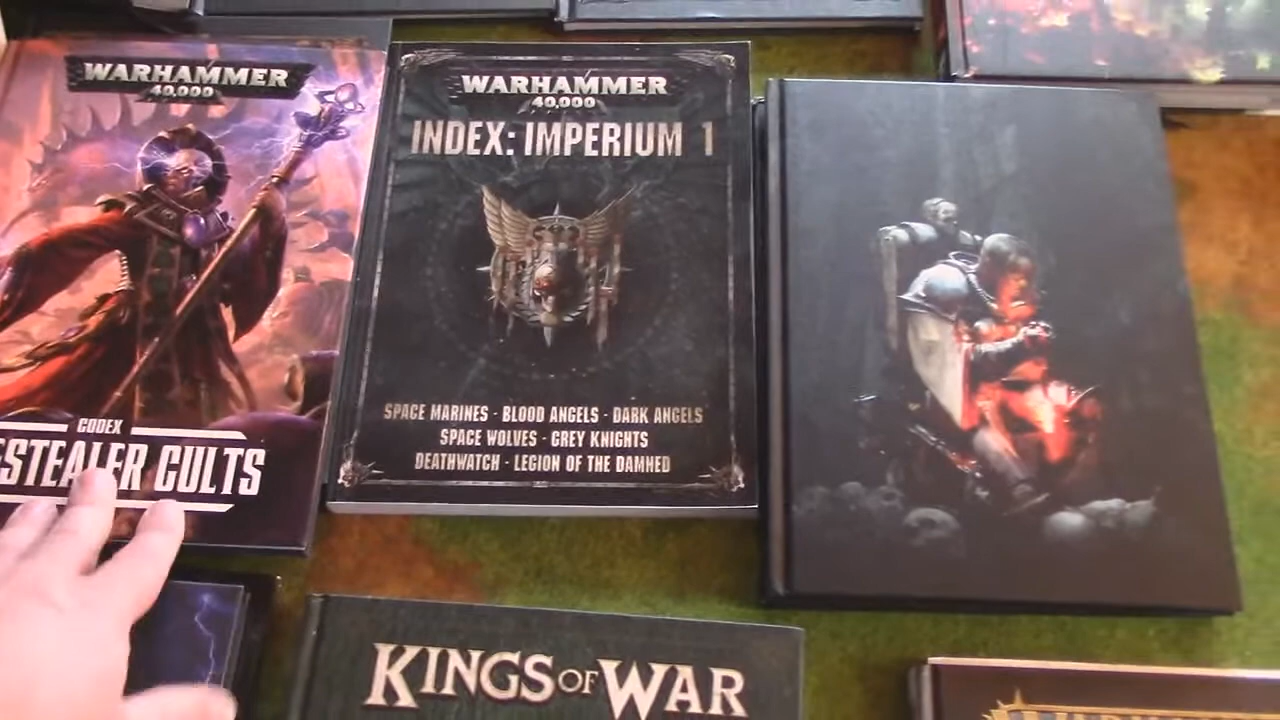 WARHAMMER
40,000
CODEX
CULTS
WARHAMMER
40,000
INDEX: IMPERIUM 1
SPACE MARINES · BLOOD ANGELS · DARK ANGELS
SPACE WOLVES · GREY KNIGHTS
DEATHWATCH · LEGION OF THE DAMNED
KINGS OF WAR